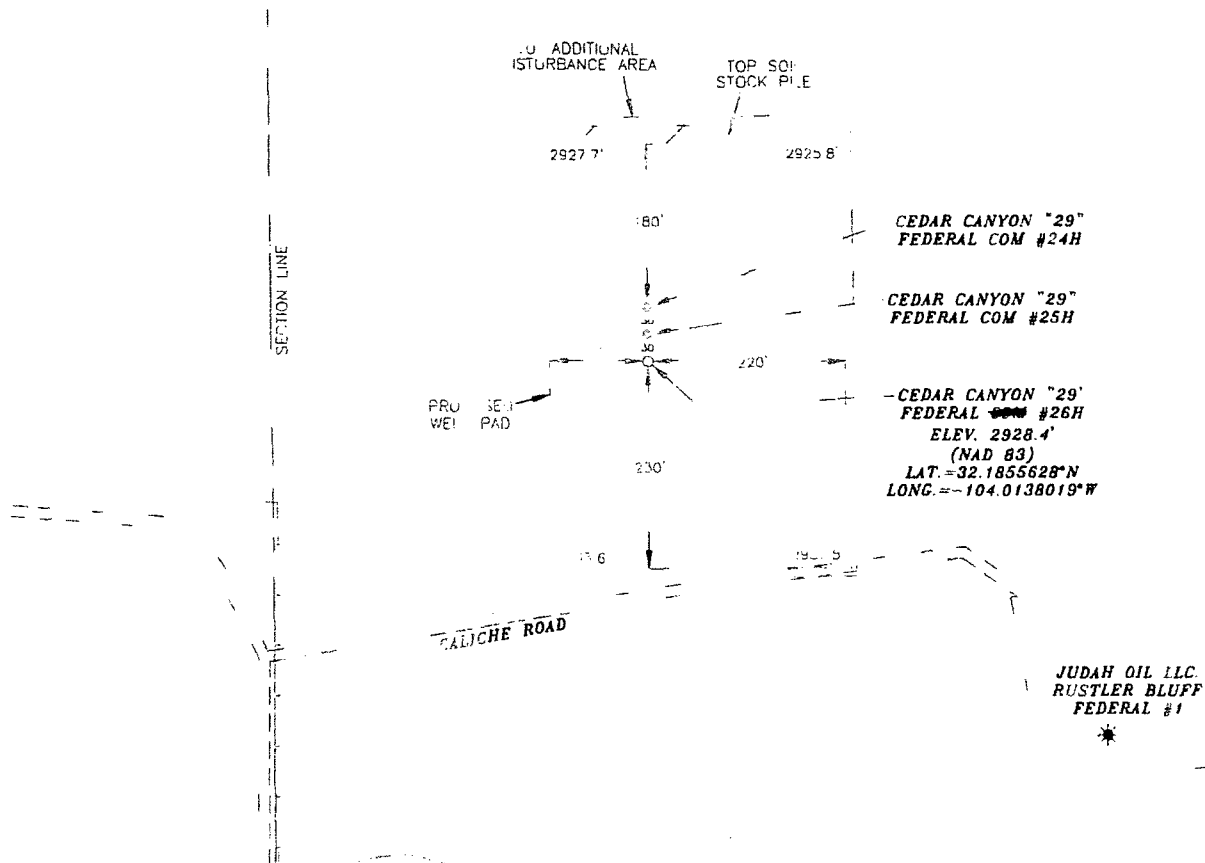 ADDITIONAL
AREA
TOP
STOCK
2927.7'
2925.8'
180'
CEDAR CANYON "29"
FEDERAL COM #24H
SECTION LINE
CEDAR CANYON "29"
FEDERAL COM #25H
220'
PAD
CEDAR CANYON "29'
FEDERAL #26H
ELEV. 2928.4'
(NAD 83)
LAT.=32.1855628°N
LONG.=-104.0138019°W
230'
CALICHE ROAD
JUDAH OIL LLC.
RUSTLER BLUFF
FEDERAL #1